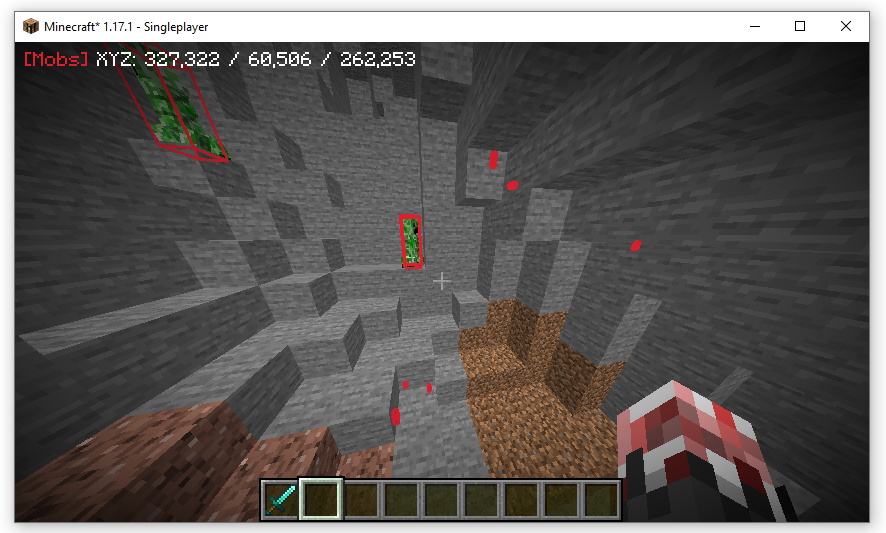 Minecraft* 1.17.1 - Singleplayer
[Mobs] XYZ: 327,322 / 60,506 / 262,253